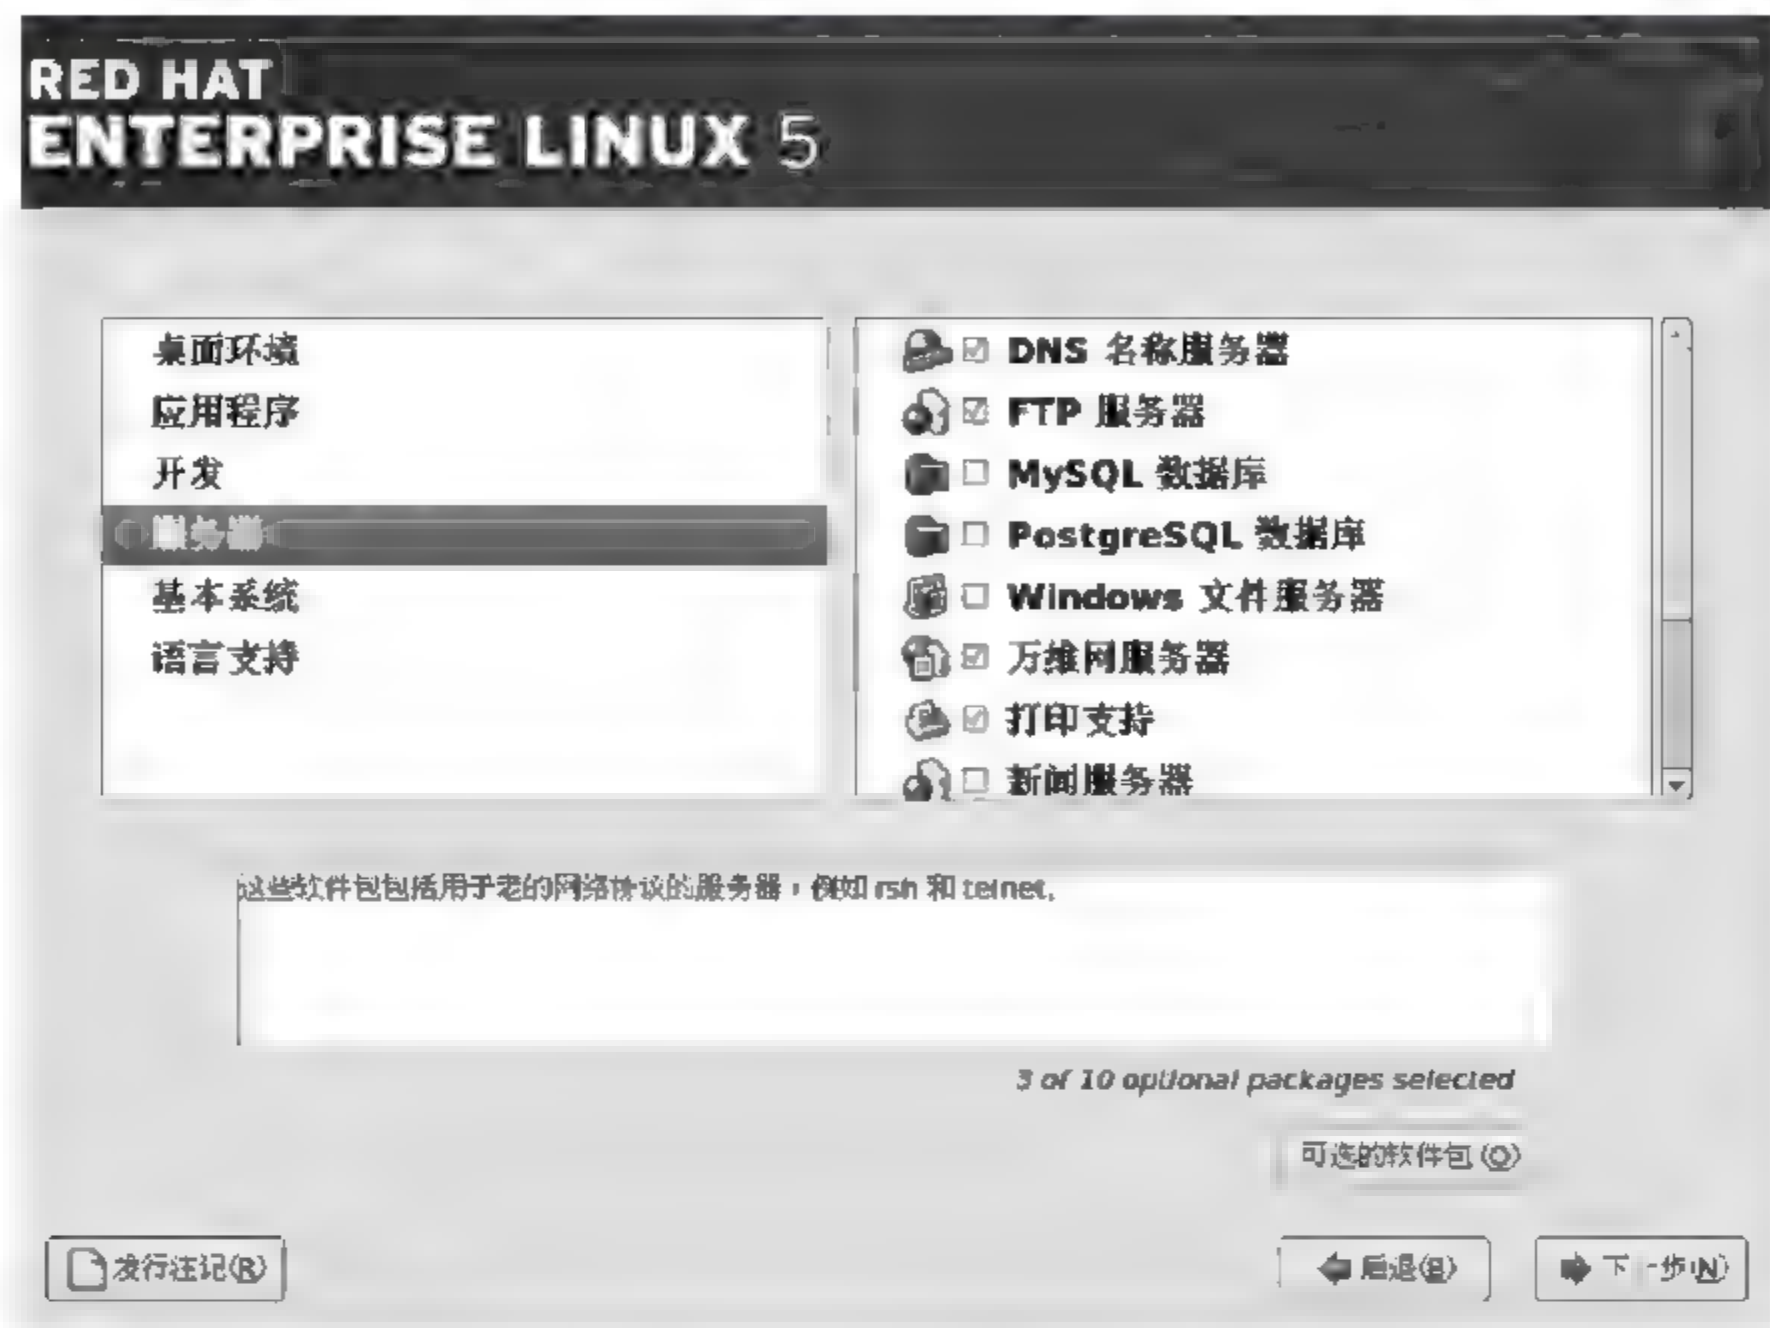 RED HAT
ENTERPRISE LINUX 5
桌面环境
应用程序
开发
服务器
基本系统
语言支持
DNS 名称服务器
FTP 服务器
MySQL 数据库
PostgreSQL 数据库
Windows 文件服务器
万维网服务器
打印支持
新闻服务器
这些软件包包括用于老的网络协议的服务器，例如 rsh 和 telnet。
3 of 10 optional packages selected
可选的软件包(O)
发行注记(R)
后退(B)
下一步(N)